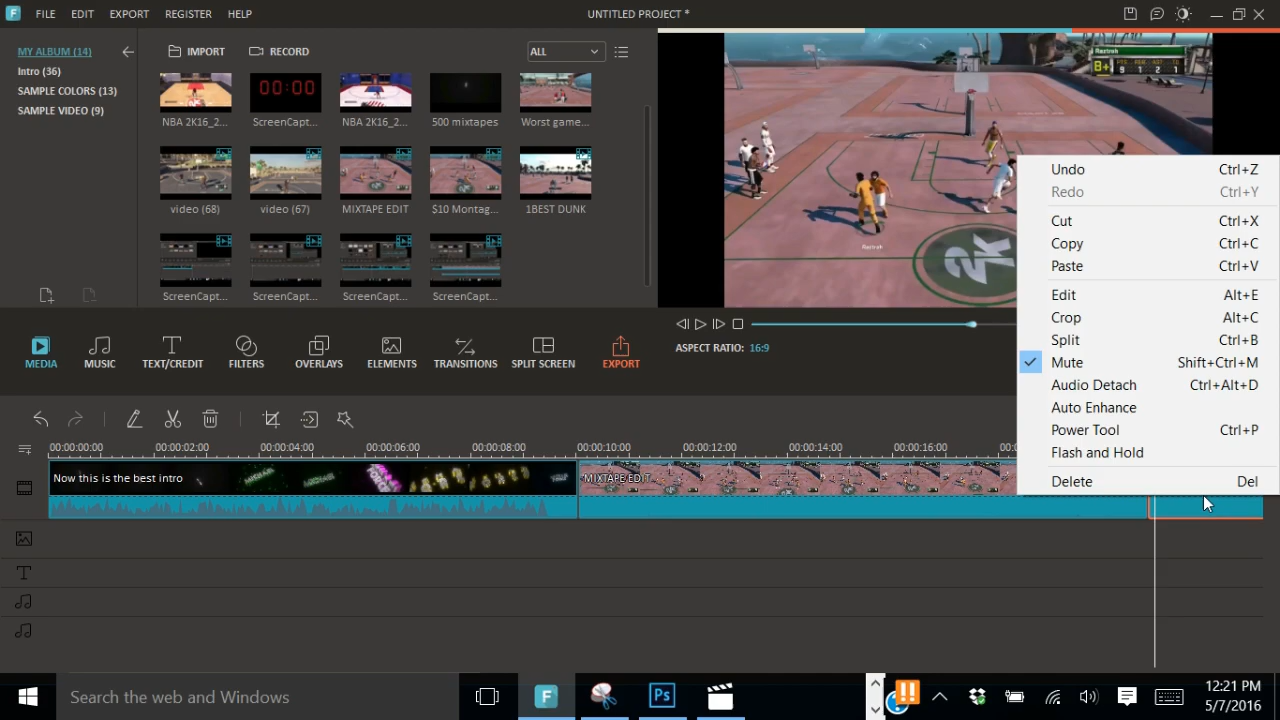 F FILE EDIT EXPORT REGISTER HELP UNTITLED PROJECT *
MY ALBUM (14)
Intro (36)
SAMPLE COLORS (13)
SAMPLE VIDEO (9)
IMPORT RECORD ALL
NBA 2K16_2... ScreenCapt... NBA 2K16_2... 500 mixtapes Worst game...
00:00
video (68) video (67) MIXTAPE EDIT $10 Montag... 1BEST DUNK
ScreenCapt... ScreenCapt... ScreenCapt... ScreenCapt...
Raztrok
B+
Raztrok
2K
ASPECT RATIO: 16:9
MEDIA MUSIC TEXT/CREDIT FILTERS OVERLAYS ELEMENTS TRANSITIONS SPLIT SCREEN EXPORT
Undo Ctrl+Z
Redo Ctrl+Y
Cut Ctrl+X
Copy Ctrl+C
Paste Ctrl+V
Edit Alt+E
Crop Alt+C
Split Ctrl+B
Mute Shift+Ctrl+M
Audio Detach Ctrl+Alt+D
Auto Enhance
Power Tool Ctrl+P
Flash and Hold
Delete Del
00:00:00:00 00:00:02:00 00:00:04:00 00:00:06:00 00:00:08:00 00:00:10:00 00:00:12:00 00:00:14:00 00:00:16:00
Now this is the best intro
MIXTAPE EDIT
Search the web and Windows
F
Ps
12:21 PM
5/7/2016